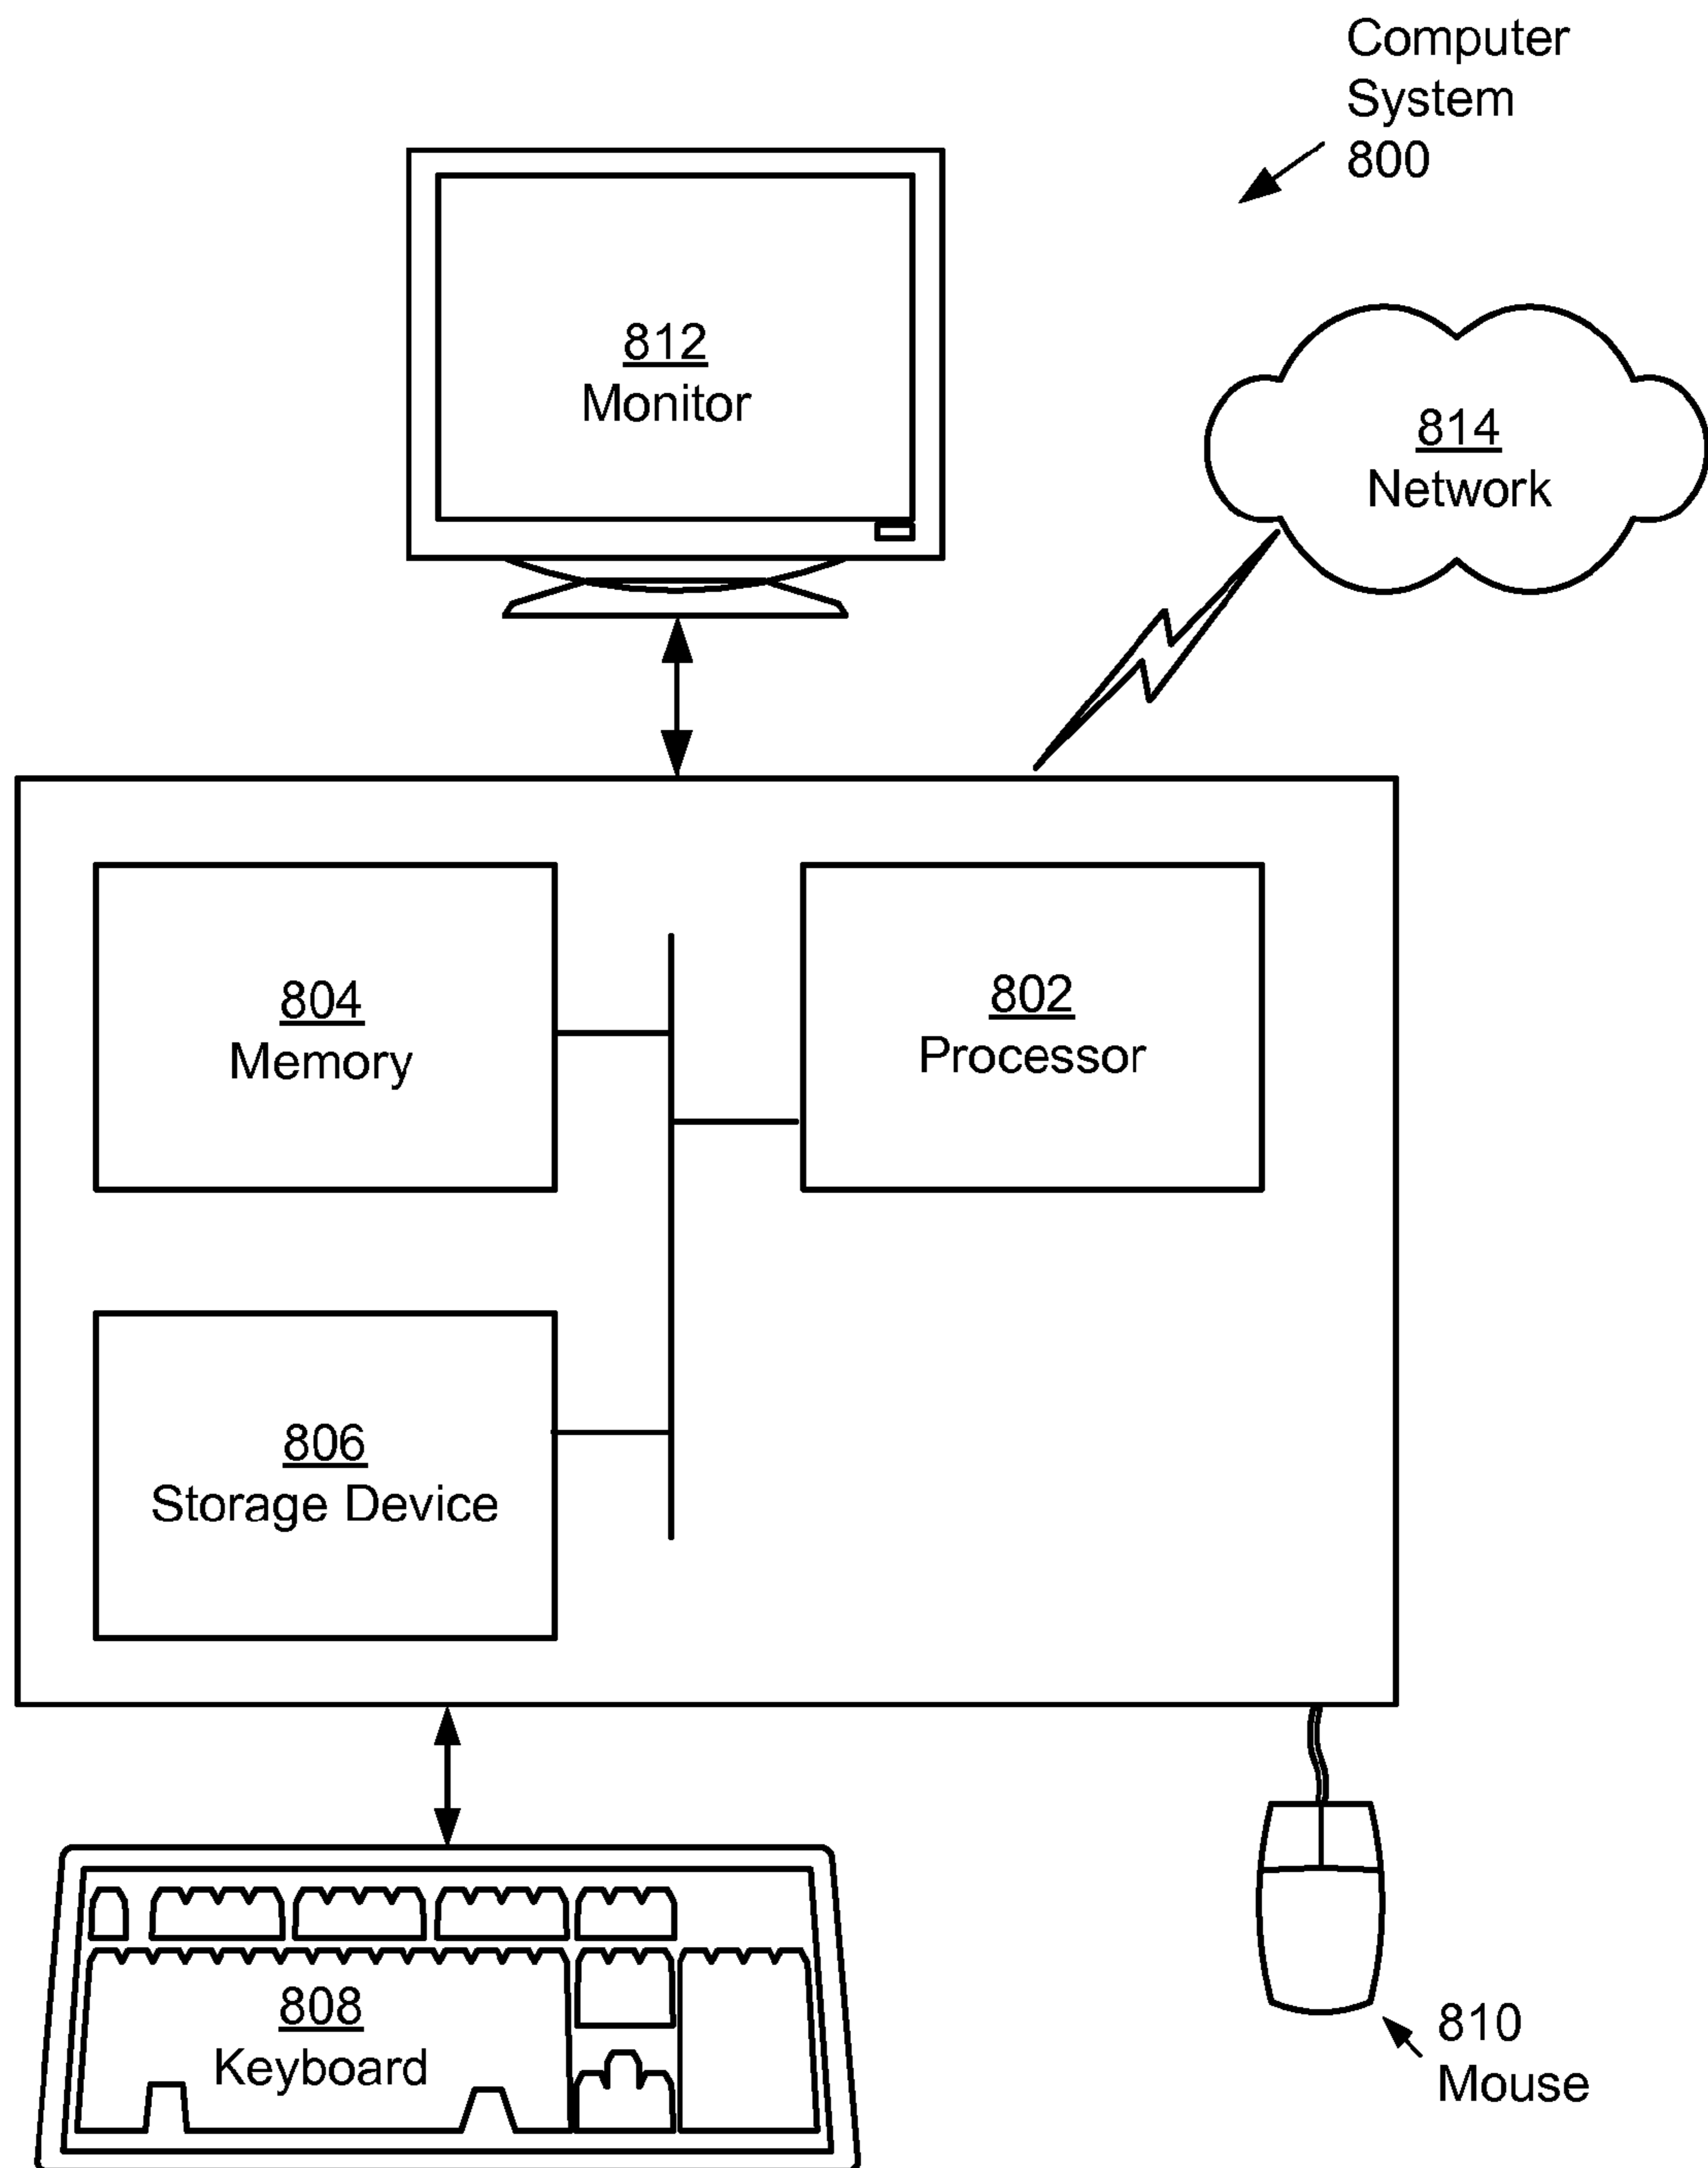 Computer
System
800
812
Monitor
814
Network
804
Memory
802
Processor
806
Storage Device
808
Keyboard
810
Mouse